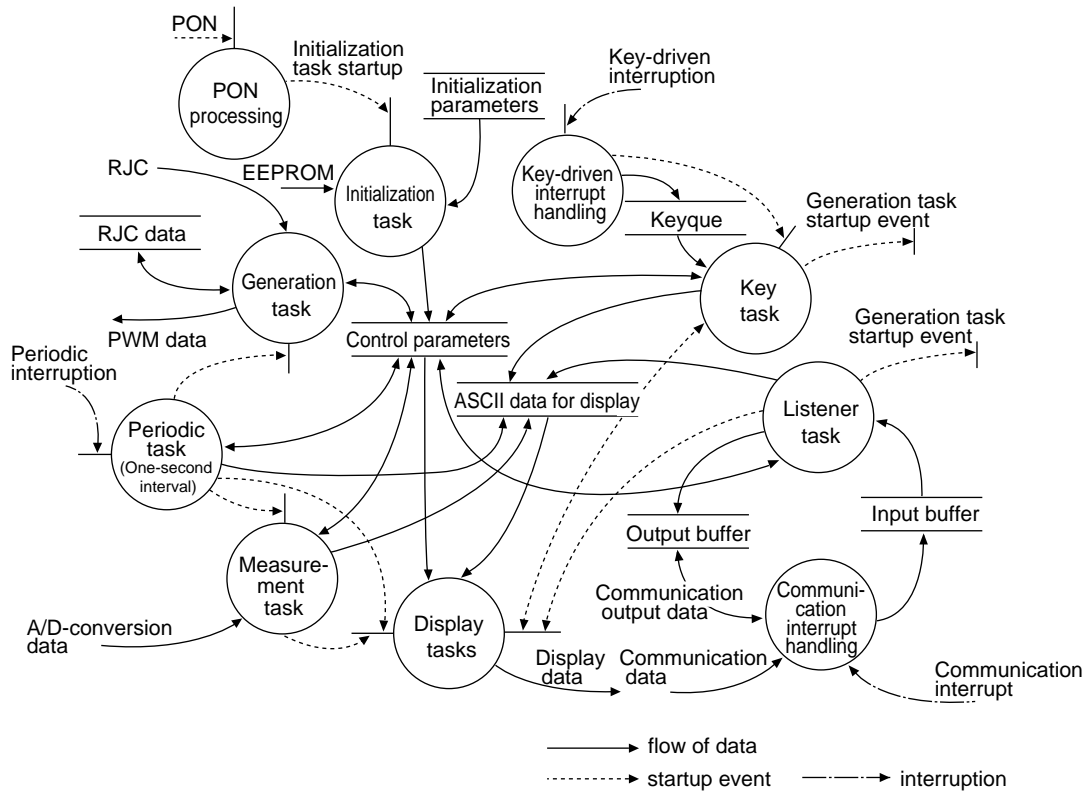 PON
PON
processing
Initialization
task startup
Initialization
parameters
Key-driven
interruption
RJC
EEPROM
Initialization
task
Key-driven
interrupt
handling
Keyque
Generation task
startup event
RJC data
Generation
task
Key
task
PWM data
Control parameters
Generation task
startup event
Periodic
interruption
ASCII data for display
Listener
task
Periodic
task
(One-second
interval)
Output buffer
Input buffer
Measure-
ment
task
Communication
output data
Communi-
cation
interrupt
handling
A/D-conversion
data
Display
tasks
Display
data
Communication
data
Communication
interrupt
flow of data
startup event
interruption